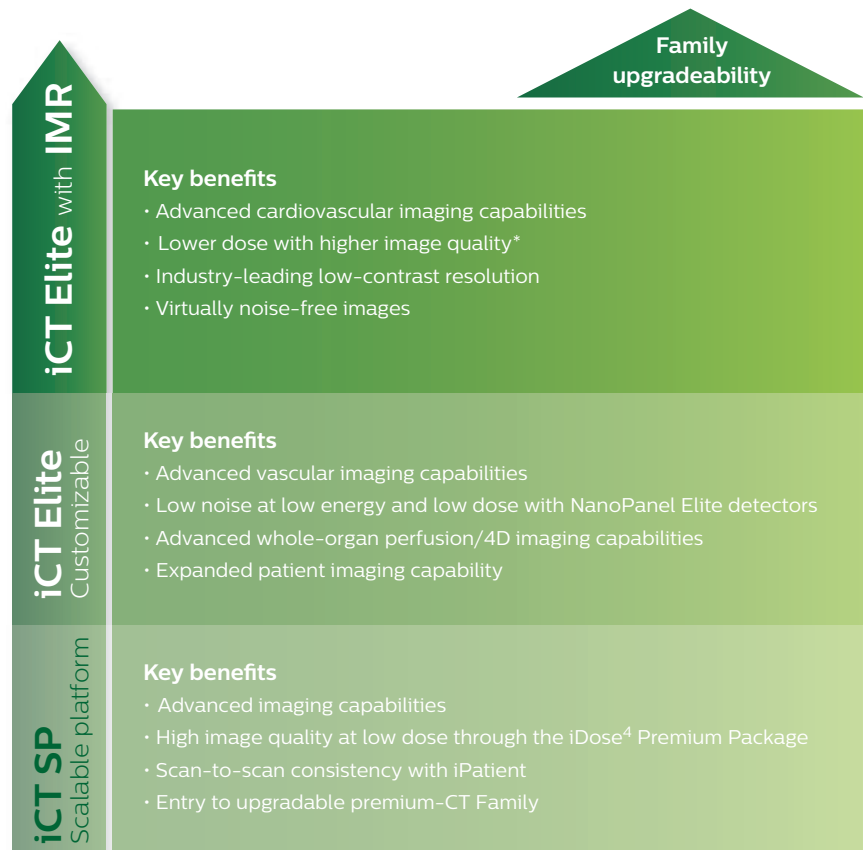 Family
upgradeability
iCT Elite with IMR
Key benefits
· Advanced cardiovascular imaging capabilities
· Lower dose with higher image quality*
· Industry-leading low-contrast resolution
· Virtually noise-free images
iCT Elite
Customizable
Key benefits
· Advanced vascular imaging capabilities
· Low noise at low energy and low dose with NanoPanel Elite detectors
· Advanced whole-organ perfusion/4D imaging capabilities
· Expanded patient imaging capability
iCT SP
Scalable platform
Key benefits
· Advanced imaging capabilities
· High image quality at low dose through the iDose⁴ Premium Package
· Scan-to-scan consistency with iPatient
· Entry to upgradable premium-CT Family